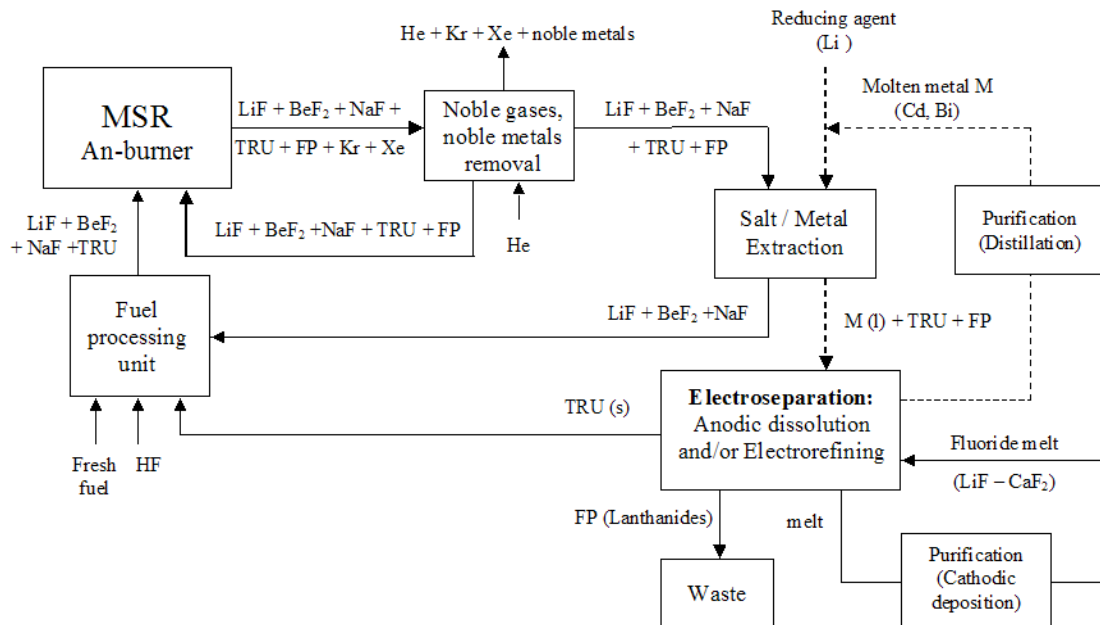 He + Kr + Xe + noble metals
Reducing agent
(Li )
Molten metal M
(Cd, Bi)
MSR
An-burner
LiF + BeF₂ + NaF +
TRU + FP + Kr + Xe
Noble gases,
noble metals
removal
LiF + BeF₂ + NaF
+ TRU + FP
Salt / Metal
Extraction
Purification
(Distillation)
LiF + BeF₂
+ NaF +TRU
LiF + BeF₂ +NaF + TRU + FP
He
Fuel
processing
unit
LiF + BeF₂ +NaF
M (l) + TRU + FP
TRU (s)
Electroseparation:
Anodic dissolution
and/or Electrorefining
Fluoride melt
(LiF – CaF₂)
Fresh
fuel
HF
FP (Lanthanides)
melt
Waste
Purification
(Cathodic
deposition)